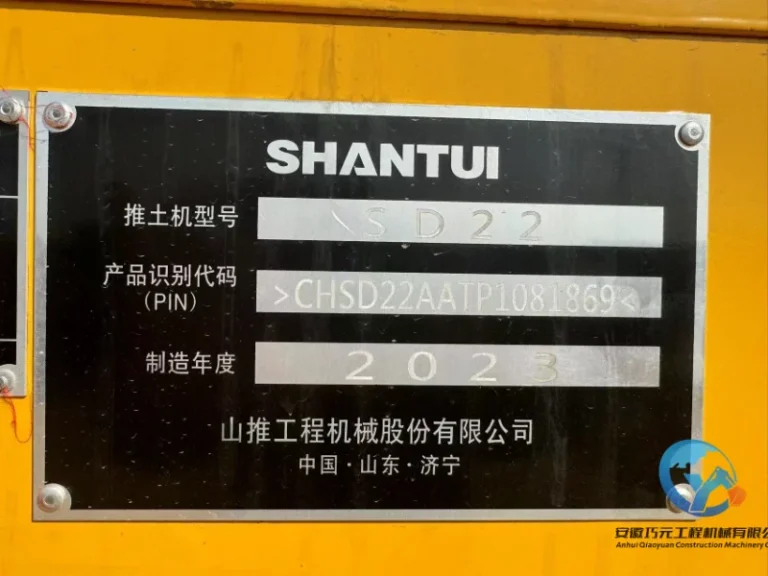 SHANTUI
推土机型号 SD22
产品识别代码 >CHSD22AATP1081869<
(PIN)
制造年度 2023
山推工程机械股份有限公司
中国·山东·济宁
安徽巧元工程机械有限公
Anhui Qiaoyuan Construction Machinery C